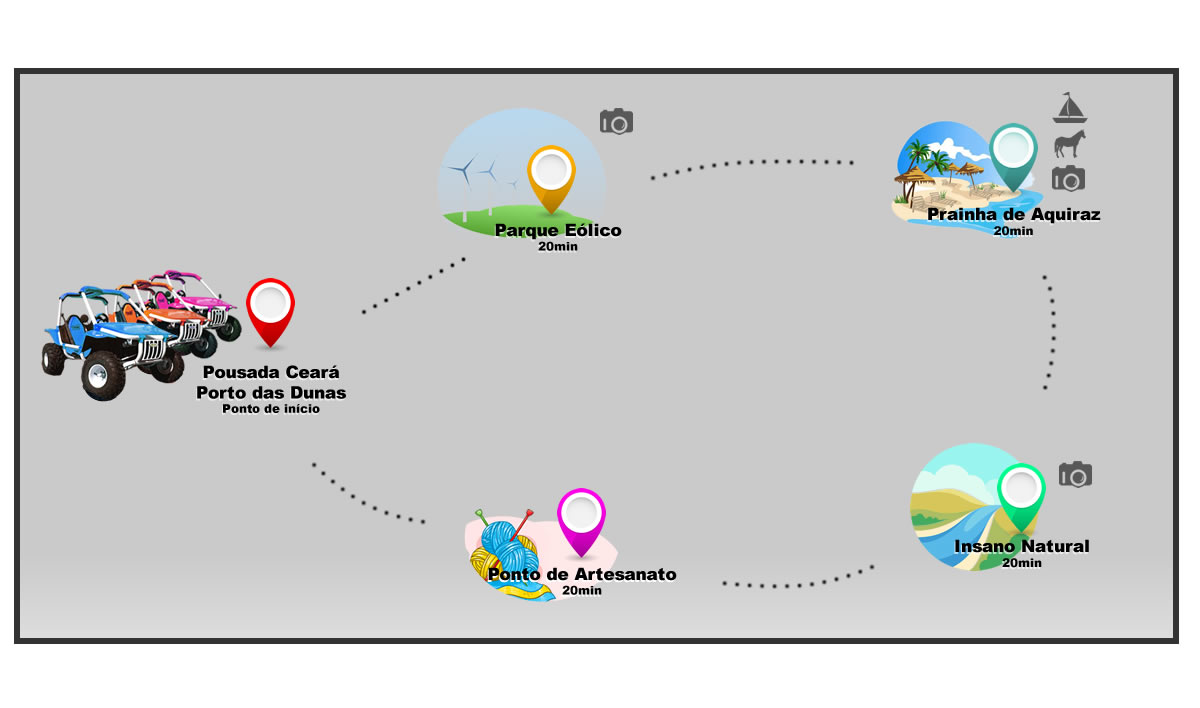 Parque Eólico
20min
Prainha de Aquiraz
20min
Pousada Ceará
Porto das Dunas
Ponto de início
Insano Natural
20min
Ponto de Artesanato
20min